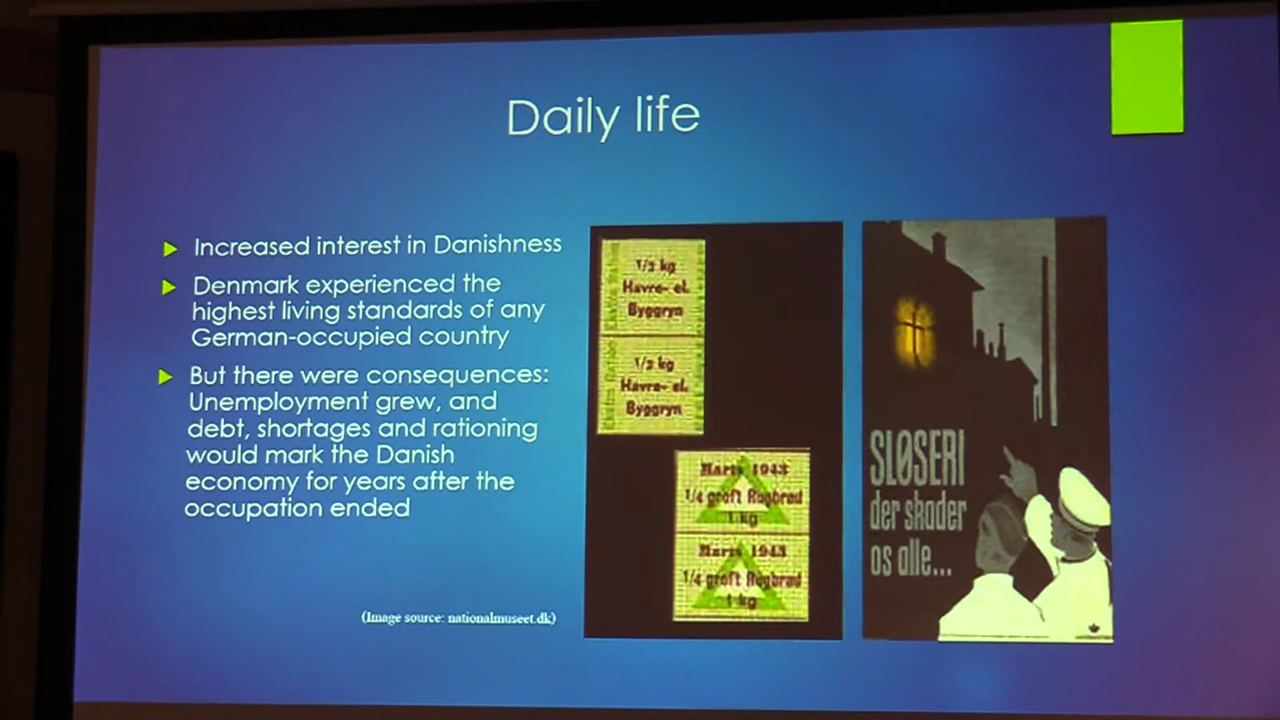 Daily life
Increased interest in Danishness
Denmark experienced the
highest living standards of any
German-occupied country
But there were consequences:
Unemployment grew, and
debt, shortages and rationing
would mark the Danish
economy for years after the
occupation ended
(Image source: nationalmuseet.dk)
1/2 kg
Havre- el.
Byggryn
1/2 kg
Havre- el.
Byggryn
Marts 1943
1/4 groft Rugbrød
1 kg
Marts 1943
1/4 groft Rugbrød
1 kg
SLØSERI
der skader
os alle...